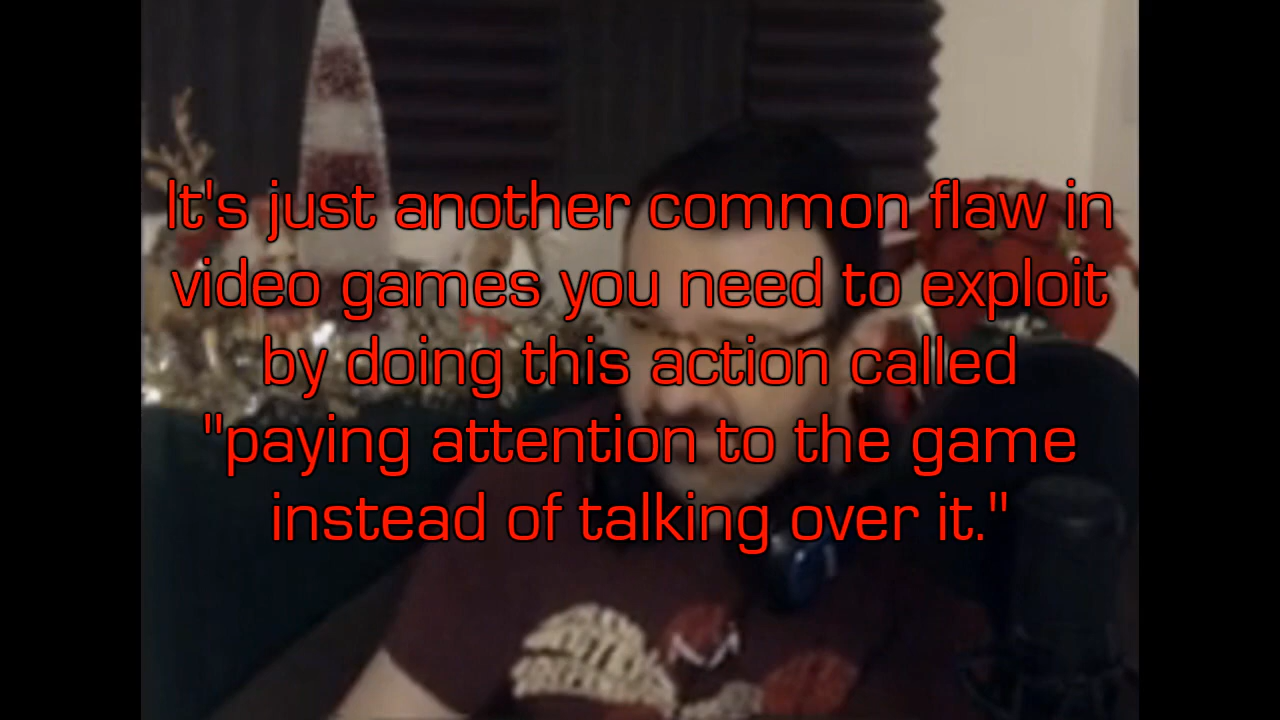 It's just another common flaw in
video games you need to exploit
by doing this action called
"paying attention to the game
instead of talking over it."